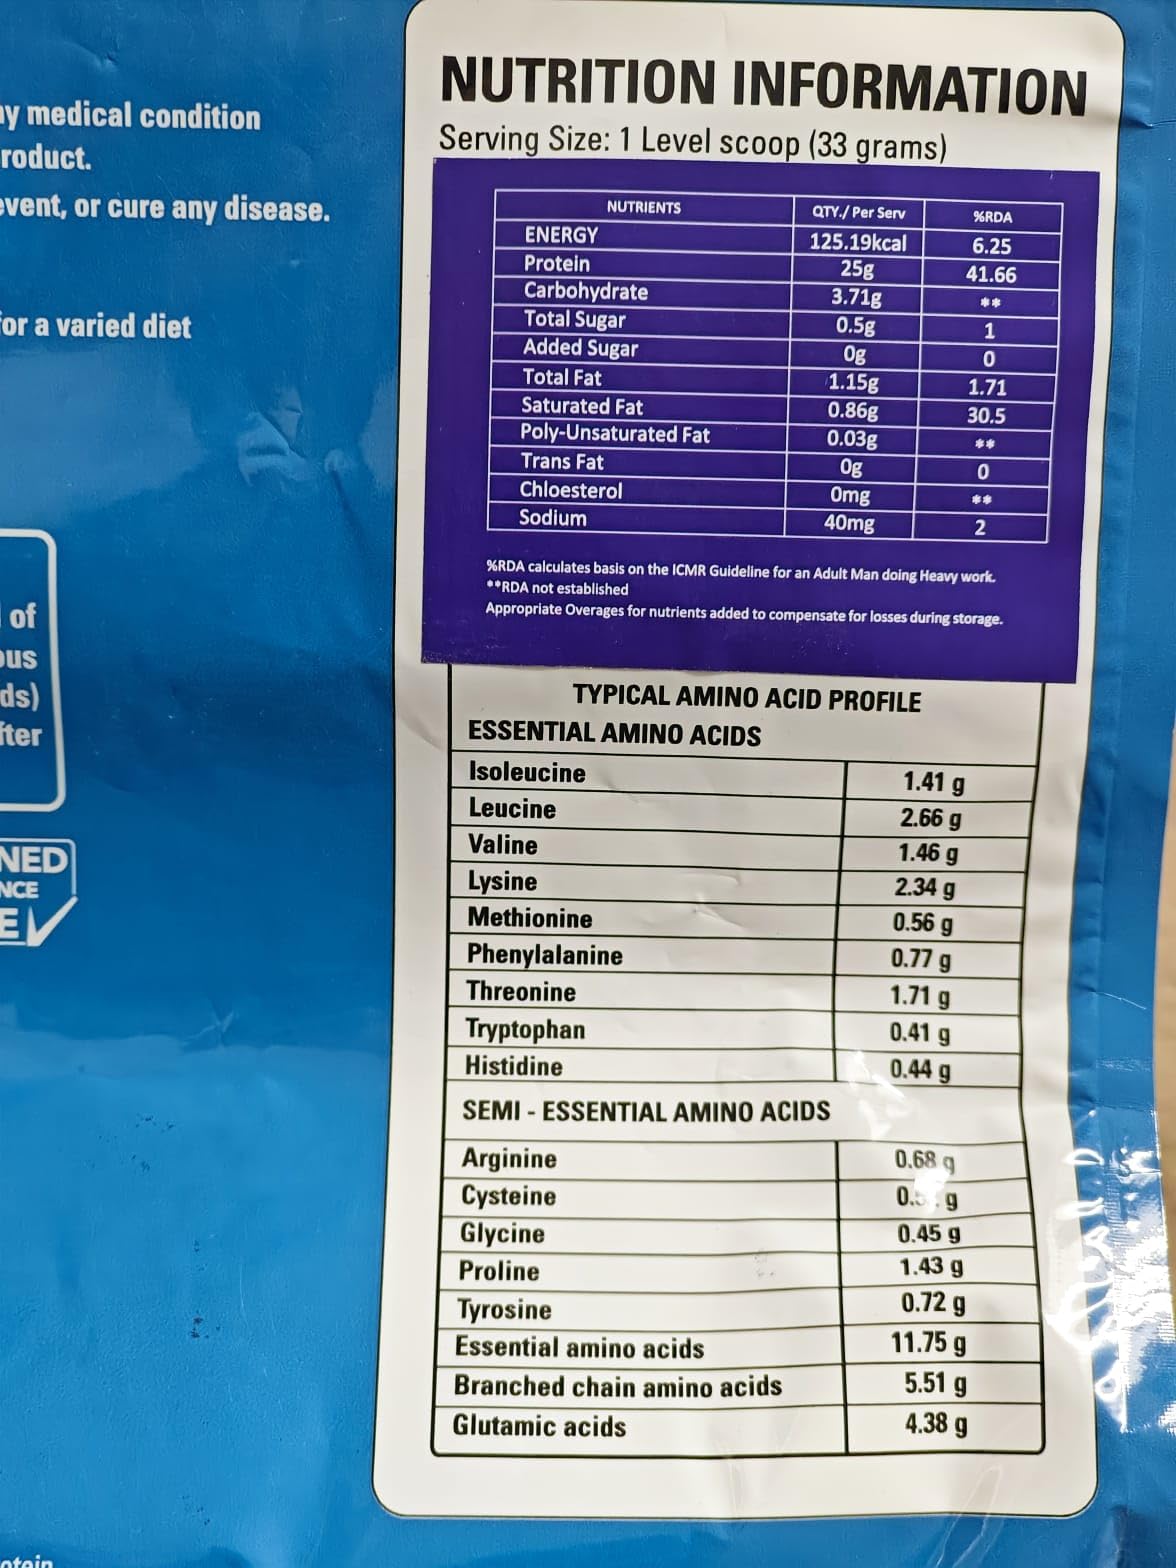 medical condition
roduct.
or cure any disease.
or a varied diet
of
NUTRITION INFORMATION
Serving Size: 1 Level scoop (33 grams)
NUTRIENTS QTY./ Per Serv %RDA
ENERGY 125.19kcal 6.25
Protein 25g 41.66
Carbohydrate 3.71g **
Total Sugar 0.5g 1
Added Sugar 0g 0
Total Fat 1.15g 1.71
Saturated Fat 0.86g 30.5
Poly-Unsaturated Fat 0.03g **
Trans Fat 0g 0
Chloesterol 0mg **
Sodium 40mg 2
%RDA calculates basis on the ICMR Guideline for an Adult Man doing Heavy work.
**RDA not established
Appropriate Overages for nutrients added to compensate for losses during storage.
TYPICAL AMINO ACID PROFILE
ESSENTIAL AMINO ACIDS
Isoleucine 1.41 g
Leucine 2.66 g
Valine 1.46 g
Lysine 2.34 g
Methionine 0.56 g
Phenylalanine 0.77 g
Threonine 1.71 g
Tryptophan 0.41 g
Histidine 0.44 g
SEMI - ESSENTIAL AMINO ACIDS
Arginine 0.68 g
Cysteine g
Glycine 0.45 g
Proline 1.43 g
Tyrosine 0.72 g
Essential amino acids 11.75 g
Branched chain amino acids 5.51 g
Glutamic acids 4.38 g